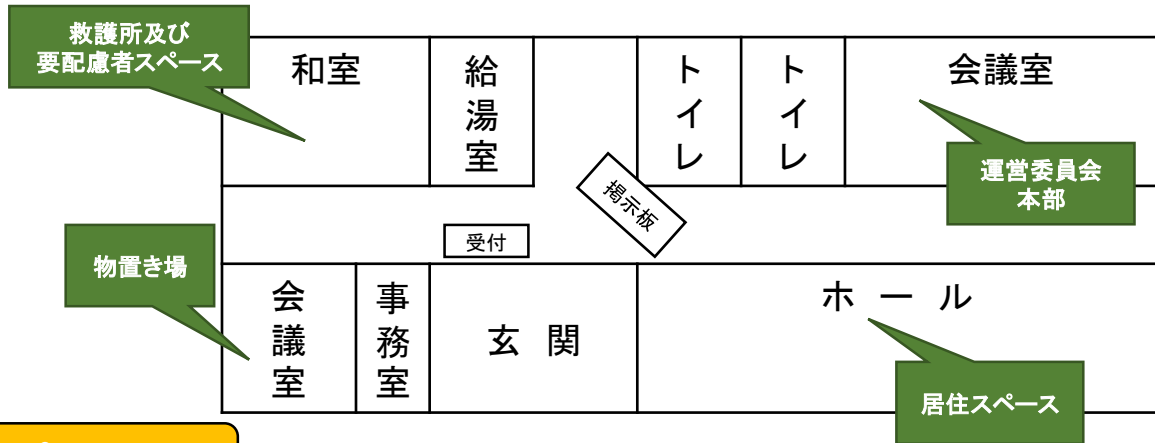 救護所及び
要配慮者スペース
和室
給湯室
トイレ
トイレ
会議室
運営委員会
本部
掲示板
受付
物置き場
会議室
事務室
玄関
ホール
居住スペース